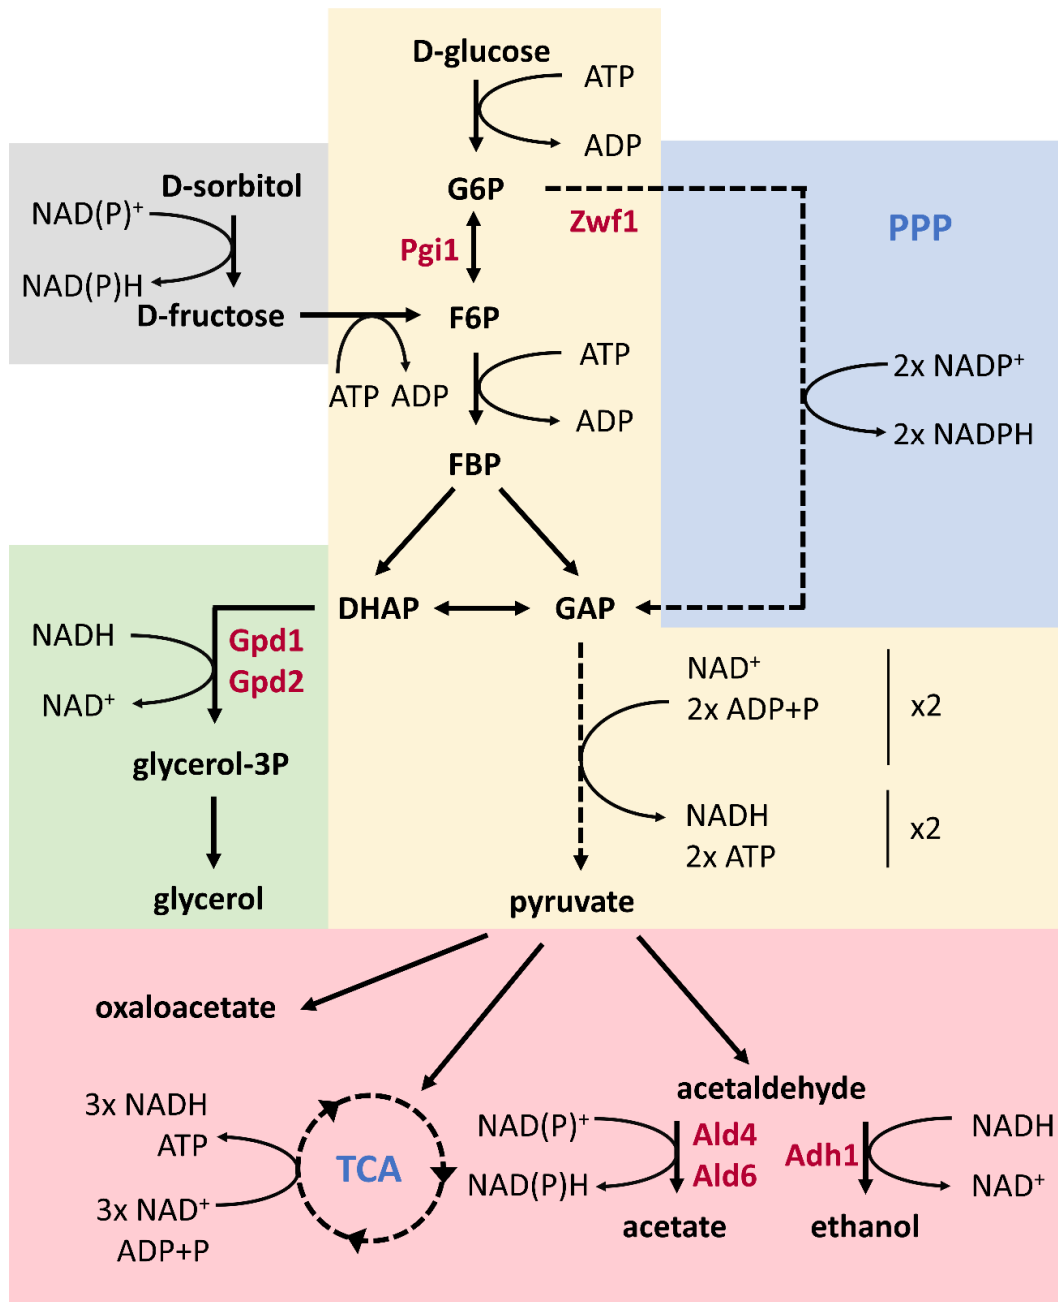 D-glucose
ATP
ADP
G6P
Zwf1
PPP
D-sorbitol
NAD(P)⁺
NAD(P)H
D-fructose
Pgi1
F6P
ATP ADP
ATP
ADP
2x NADP⁺
2x NADPH
FBP
DHAP
GAP
NADH
NAD⁺
Gpd1
Gpd2
glycerol-3P
glycerol
NAD⁺
2x ADP+P
x2
NADH
2x ATP
x2
pyruvate
oxaloacetate
acetaldehyde
3x NADH
ATP
3x NAD⁺
ADP+P
TCA
NAD(P)⁺
NAD(P)H
Ald4
Ald6
acetate
Adh1
NADH
NAD⁺
ethanol